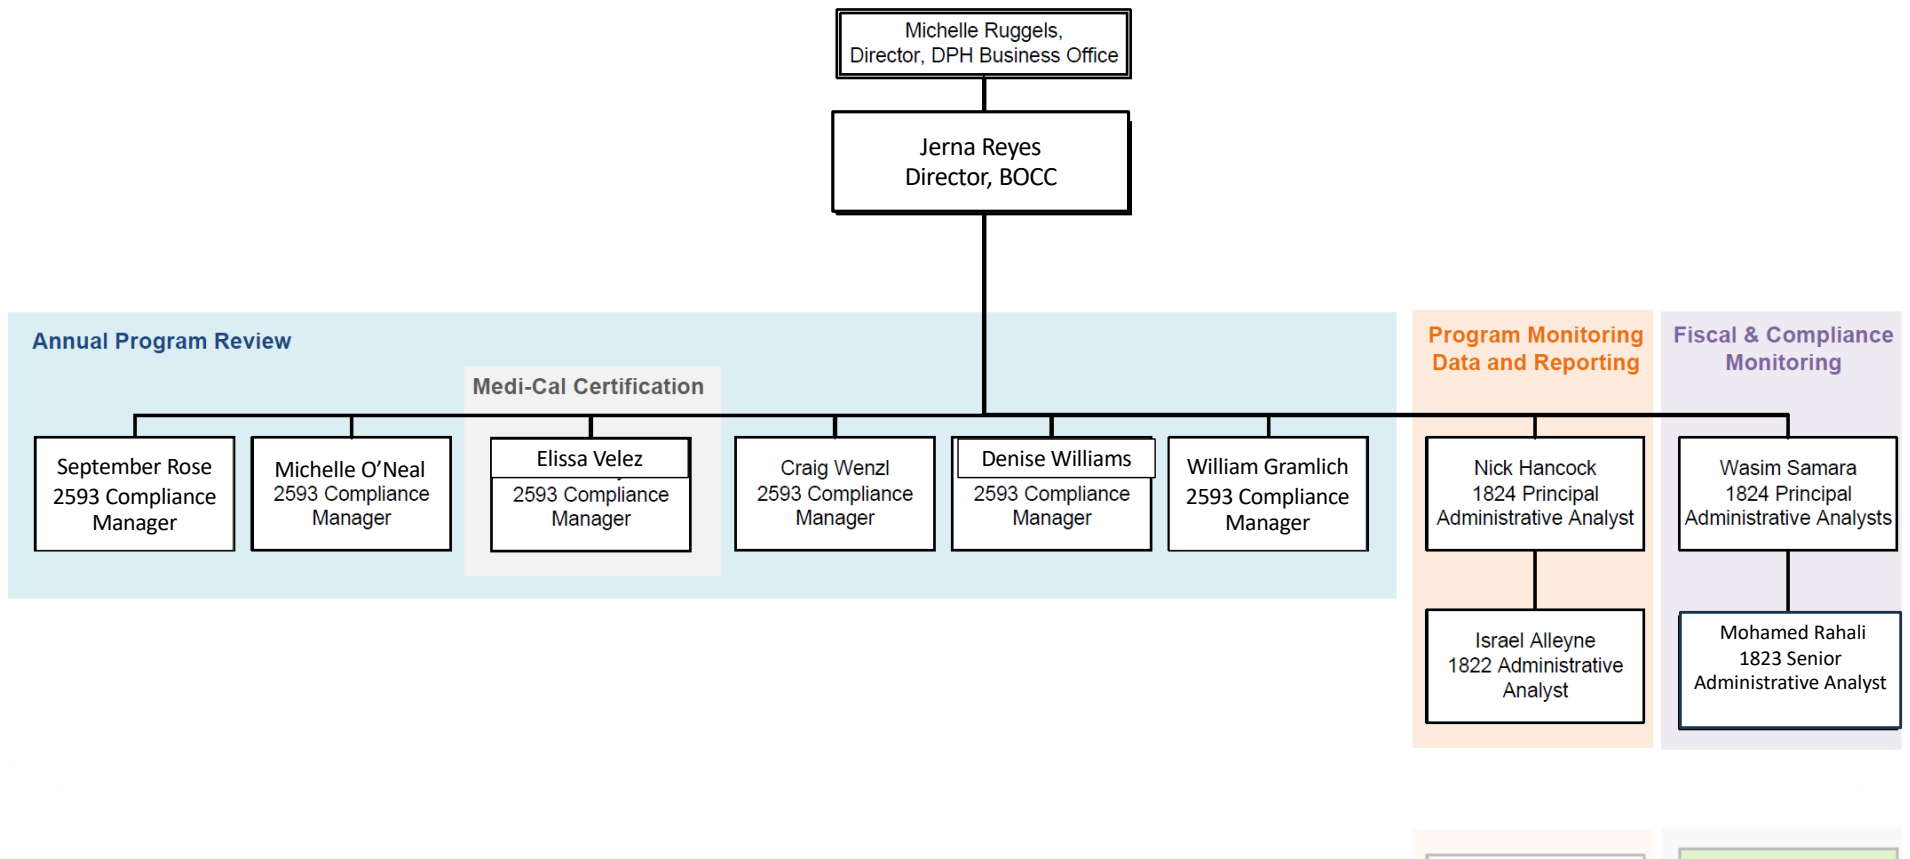 Michelle Ruggels,
Director, DPH Business Office
Jerna Reyes
Director, BOCC
Annual Program Review
Medi-Cal Certification
Program Monitoring
Data and Reporting
Fiscal & Compliance
Monitoring
September Rose
2593 Compliance
Manager
Michelle O’Neal
2593 Compliance
Manager
Elissa Velez
2593 Compliance
Manager
Craig Wenzl
2593 Compliance
Manager
Denise Williams
2593 Compliance
Manager
William Gramlich
2593 Compliance
Manager
Nick Hancock
1824 Principal
Administrative Analyst
Wasim Samara
1824 Principal
Administrative Analysts
Israel Alleyne
1822 Administrative
Analyst
Mohamed Rahali
1823 Senior
Administrative Analyst